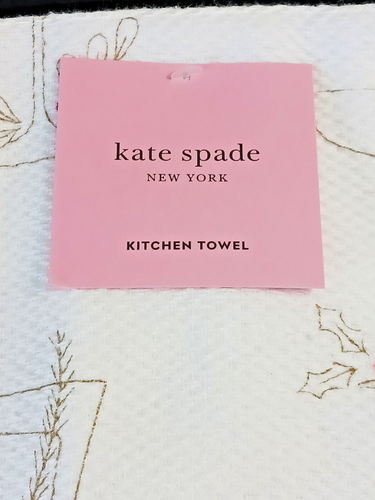 kate spade
NEW YORK
KITCHEN TOWEL